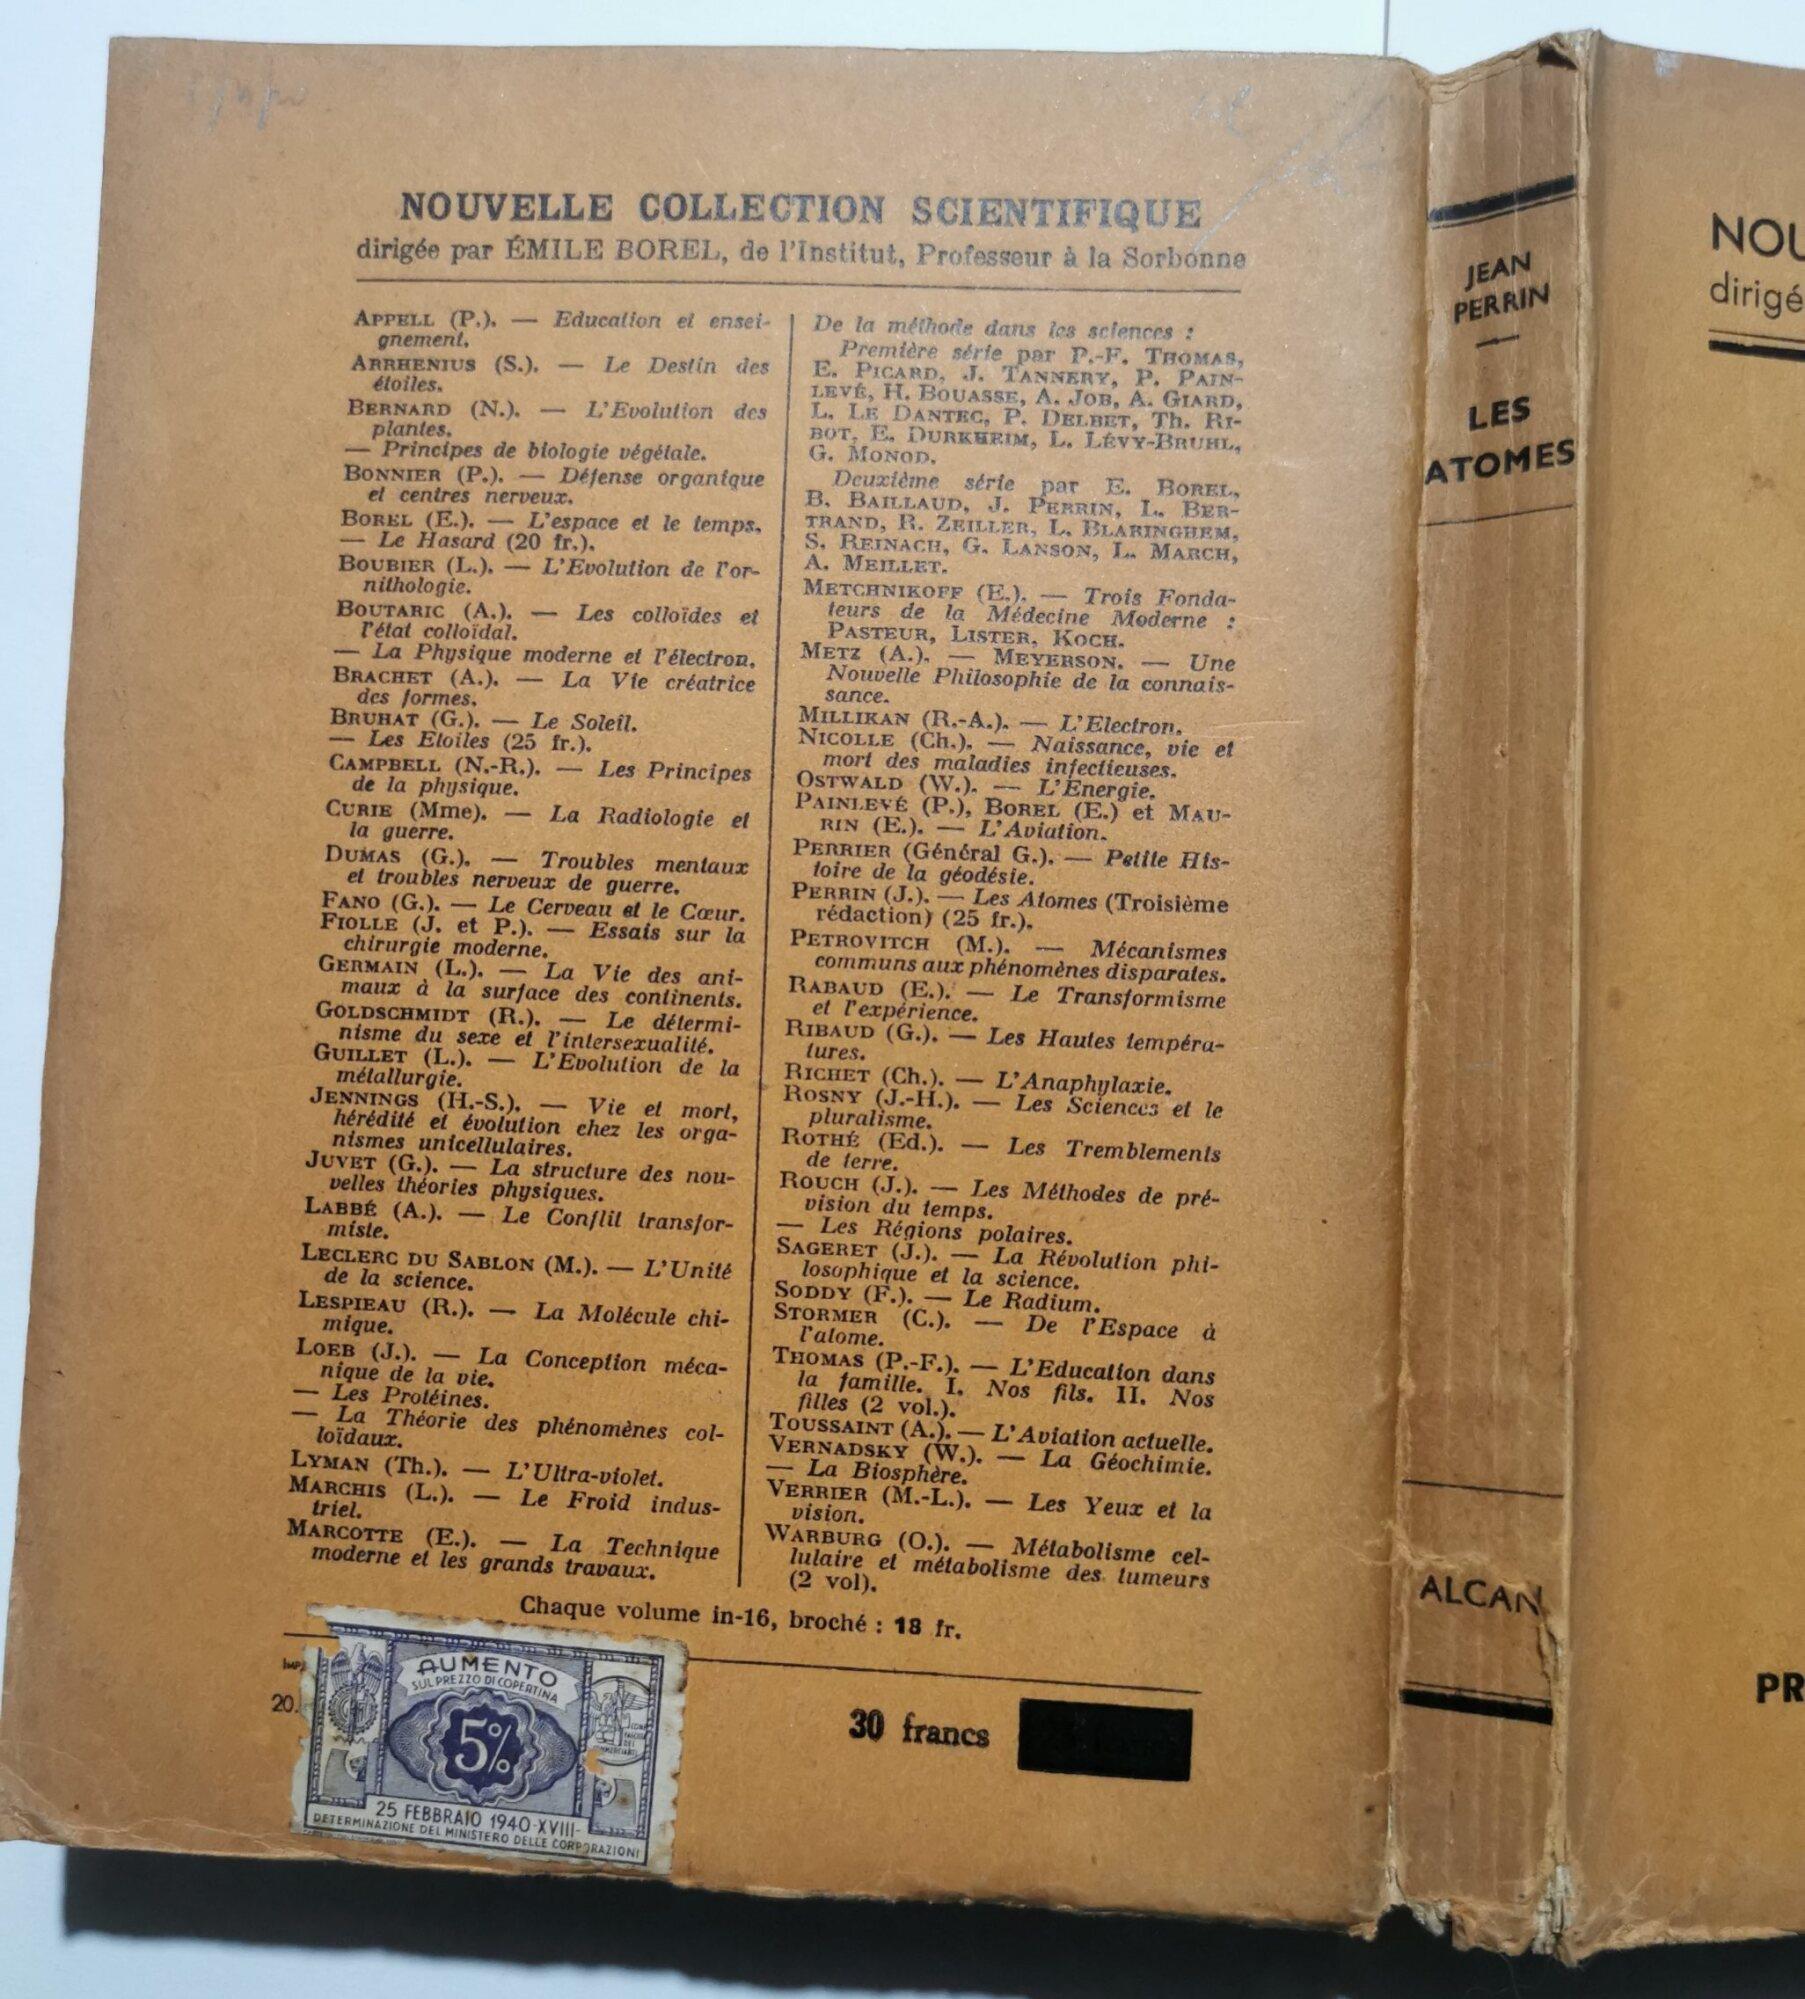 NOUVELLE COLLECTION SCIENTIFIQUE
dirigée par ÉMILE BOREL, de l'Institut, Professeur à la Sorbonne
APPELL (P.). — Education et ensei-
gnement.
ARRHENIUS (S.). — Le Destin des
étoiles.
BERNARD (N.). — L'Evolution des
plantes.
— Principes de biologie végétale.
BONNIER (P.). — Défense organique
et centres nerveux.
BOREL (E.). — L'espace et le temps.
— Le Hasard (20 fr.).
BOUBIER (L.). — L'Evolution de l'or-
nithologie.
BOUTARIC (A.). — Les colloïdes et
l'état colloïdal.
— La Physique moderne et l'électron.
BRACHET (A.). — La Vie créatrice
des formes.
BRUHAT (G.). — Le Soleil.
— Les Etoiles (25 fr.).
CAMPBELL (N.-R.). — Les Principes
de la physique.
CURIE (Mme). — La Radiologie et
la guerre.
DUMAS (G.). — Troubles mentaux
et troubles nerveux de guerre.
FANO (G.). — Le Cerveau et le Cœur.
FIOLLE (J. et P.). — Essais sur la
chirurgie moderne.
GERMAIN (L.). — La Vie des ani-
maux à la surface des continents.
GOLDSCHMIDT (R.). — Le détermi-
nisme du sexe et l'intersexualité.
GUILLET (L.). — L'Evolution de la
métallurgie.
JENNINGS (H.-S.). — Vie et mort,
hérédité et évolution chez les orga-
nismes unicellulaires.
JUVET (G.). — La structure des nou-
velles théories physiques.
LABBÉ (A.). — Le Conflit transfor-
miste.
LECLERC DU SABLON (M.). — L'Unité
de la science.
LESPIEAU (R.). — La Molécule chi-
mique.
LOEB (J.). — La Conception méca-
nique de la vie.
— Les Protéines.
— La Théorie des phénomènes col-
loïdaux.
LYMAN (Th.). — L'Ultra-violet.
MARCHIS (L.). — Le Froid indus-
triel.
MARCOTTE (E.). — La Technique
moderne et les grands travaux.
De la méthode dans les sciences :
Première série par P.-F. THOMAS,
E. PICARD, J. TANNERY, P. PAIN-
LEVÉ, H. BOUASSE, A. JOB, A. GIARD,
L. LE DANTEC, P. DELBET, Th. RI-
BOT, E. DURKHEIM, L. LÉVY-BRUHL,
G. MONOD.
Deuxième série par E. BOREL,
B. BAILLAUD, J. PERRIN, L. BER-
TRAND, R. ZEILLER, L. BLARINGHEM,
S. REINACH, G. LANSON, L. MARCH,
A. MEILLET.
METCHNIKOFF (E.). — Trois Fonda-
teurs de la Médecine Moderne :
PASTEUR, LISTER, KOCH.
METZ (A.). — MEYERSON. — Une
Nouvelle Philosophie de la connais-
sance.
MILLIKAN (R.-A.). — L'Electron.
NICOLLE (Ch.). — Naissance, vie et
mort des maladies infectieuses.
OSTWALD (W.). — L'Energie.
PAINLEVÉ (P.), BOREL (E.) et MAU-
RIN (E.). — L'Aviation.
PERRIER (Général G.). — Petite His-
toire de la géodésie.
PERRIN (J.). — Les Atomes (Troisième
rédaction) (25 fr.).
PETROVITCH (M.). — Mécanismes
communs aux phénomènes disparates.
RABAUD (E.). — Le Transformisme
et l'expérience.
RIBAUD (G.). — Les Hautes tempéra-
tures.
RICHET (Ch.). — L'Anaphylaxie.
ROSNY (J.-H.). — Les Sciences et le
pluralisme.
ROTHÉ (Ed.). — Les Tremblements
de terre.
ROUCH (J.). — Les Méthodes de pré-
vision du temps.
— Les Régions polaires.
SAGERET (J.). — La Révolution phi-
losophique et la science.
SODDY (F.). — Le Radium.
STORMER (C.). — De l'Espace à
l'atome.
THOMAS (P.-F.). — L'Education dans
la famille. I. Nos fils. II. Nos
filles (2 vol.).
TOUSSAINT (A.). — L'Aviation actuelle.
VERNADSKY (W.). — La Géochimie.
— La Biosphère.
VERRIER (M.-L.). — Les Yeux et la
vision.
WARBURG (O.). — Métabolisme cel-
lulaire et métabolisme des tumeurs
(2 vol).
Chaque volume in-16, broché : 18 fr.
IMP.
20.
30 francs
AUMENTO
SUL PREZZO DI COPERTINA
5%
25 FEBBRAIO 1940-XVIII-
DETERMINAZIONE DEL MINISTERO DELLE CORPORAZIONI
JEAN
PERRIN
LES
ATOMES
ALCAN
NOU
dirigé
PR